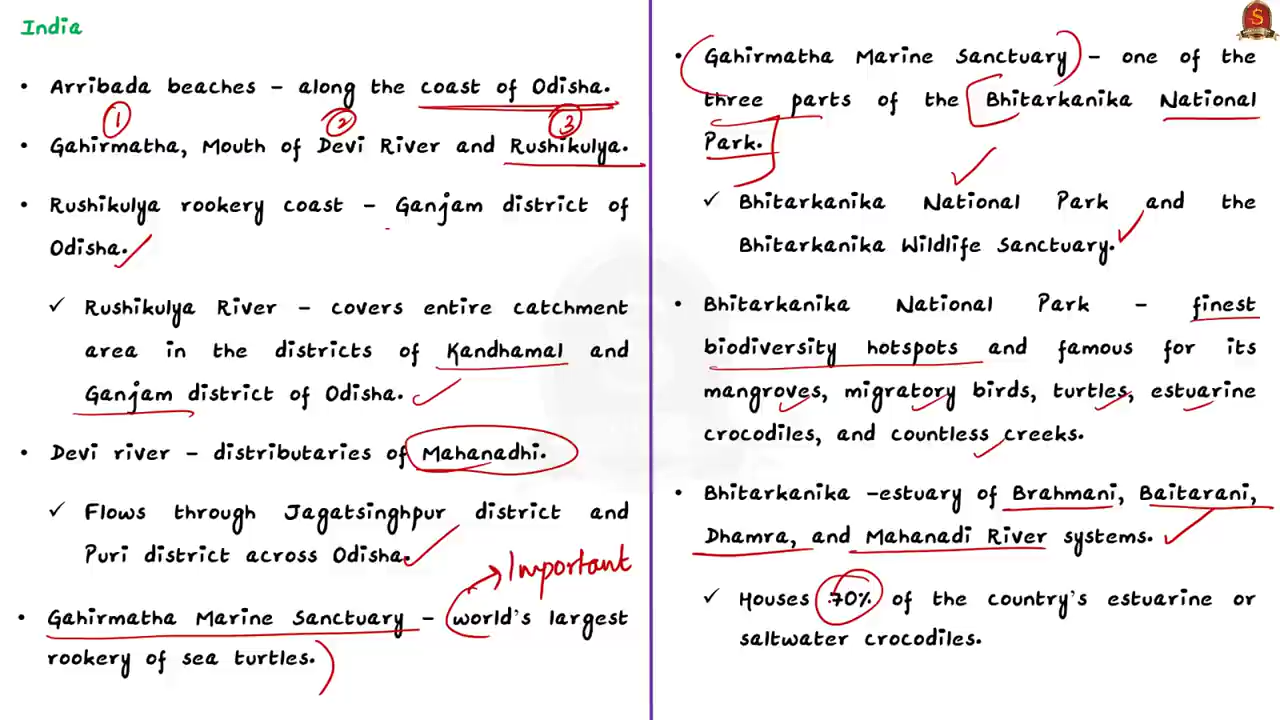 India
• Arribada beaches – along the coast of Odisha.
1 2 3
• Gahirmatha, Mouth of Devi River and Rushikulya.
• Rushikulya rookery coast – Ganjam district of
Odisha.
✓ Rushikulya River – covers entire catchment
area in the districts of Kandhamal and
Ganjam district of Odisha.
• Devi river – distributaries of Mahanadhi.
✓ Flows through Jagatsinghpur district and
Puri district across Odisha.
Important
• Gahirmatha Marine Sanctuary – world's largest
rookery of sea turtles.
• Gahirmatha Marine Sanctuary – one of the
three parts of the Bhitarkanika National
Park.
✓ Bhitarkanika National Park and the
Bhitarkanika Wildlife Sanctuary.
• Bhitarkanika National Park – finest
biodiversity hotspots and famous for its
mangroves, migratory birds, turtles, estuarine
crocodiles, and countless creeks.
• Bhitarkanika –estuary of Brahmani, Baitarani,
Dhamra, and Mahanadi River systems.
✓ Houses 70% of the country's estuarine or
saltwater crocodiles.